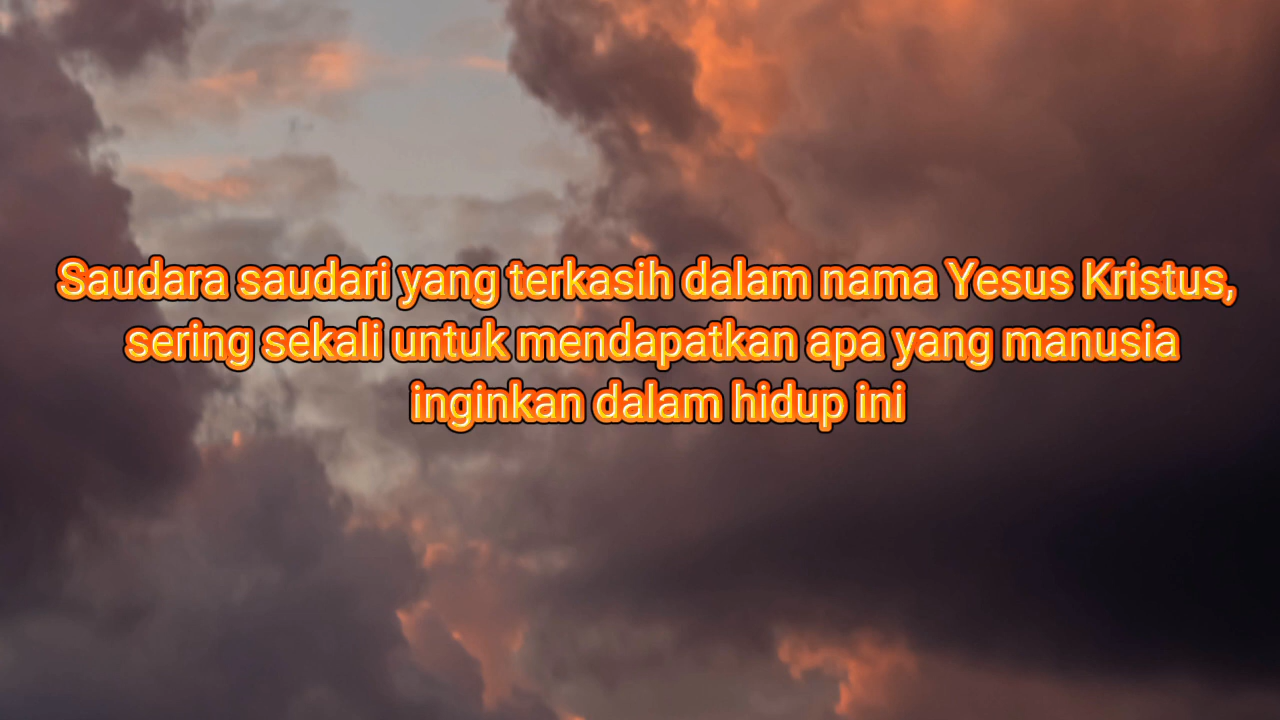 Saudara saudari yang terkasih dalam nama Yesus Kristus,
sering sekali untuk mendapatkan apa yang manusia
inginkan dalam hidup ini